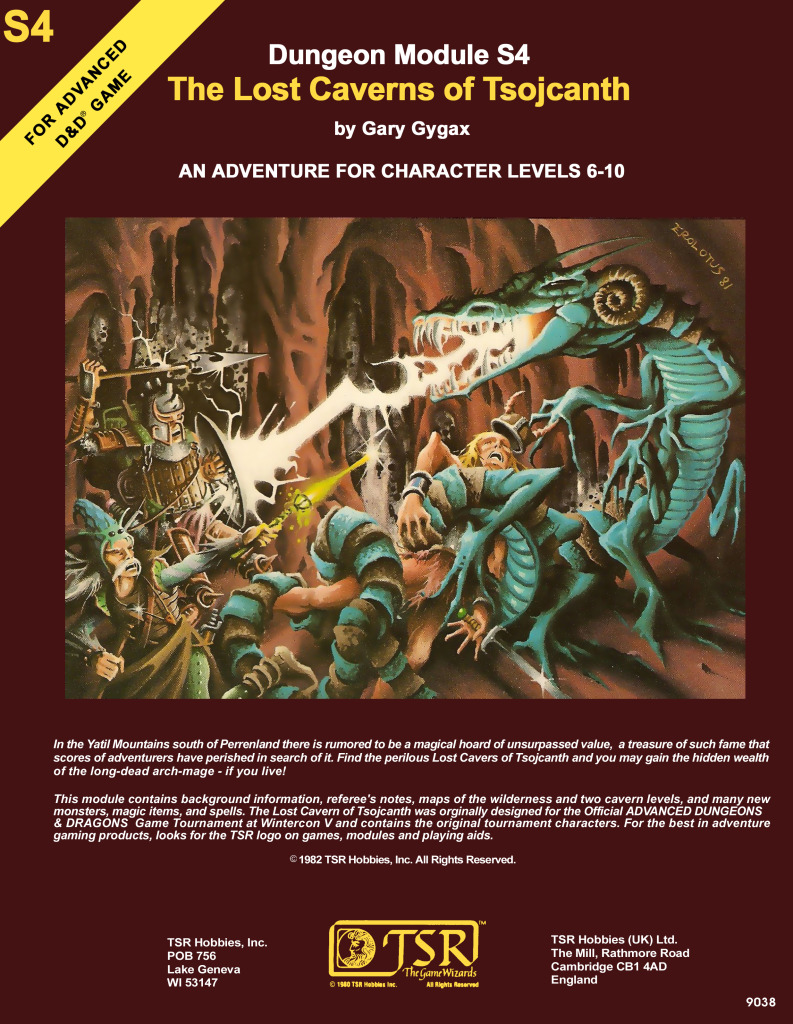 S4
FOR ADVANCED
D&D® GAME
Dungeon Module S4
The Lost Caverns of Tsojcanth
by Gary Gygax
AN ADVENTURE FOR CHARACTER LEVELS 6-10
EROL OTUS 81
In the Yatil Mountains south of Perrenland there is rumored to be a magical hoard of unsurpassed value, a treasure of such fame that
scores of adventurers have perished in search of it. Find the perilous Lost Cavers of Tsojcanth and you may gain the hidden wealth
of the long-dead arch-mage - if you live!
This module contains background information, referee's notes, maps of the wilderness and two cavern levels, and many new
monsters, magic items, and spells. The Lost Cavern of Tsojcanth was orginally designed for the Official ADVANCED DUNGEONS
& DRAGONS Game Tournament at Wintercon V and contains the original tournament characters. For the best in adventure
gaming products, looks for the TSR logo on games, modules and playing aids.
© 1982 TSR Hobbies, Inc. All Rights Reserved.
TSR Hobbies, Inc.
POB 756
Lake Geneva
WI 53147
TSR™
The Game Wizards
© 1980 TSR Hobbies Inc. All Rights Reserved
TSR Hobbies (UK) Ltd.
The Mill, Rathmore Road
Cambridge CB1 4AD
England
9038